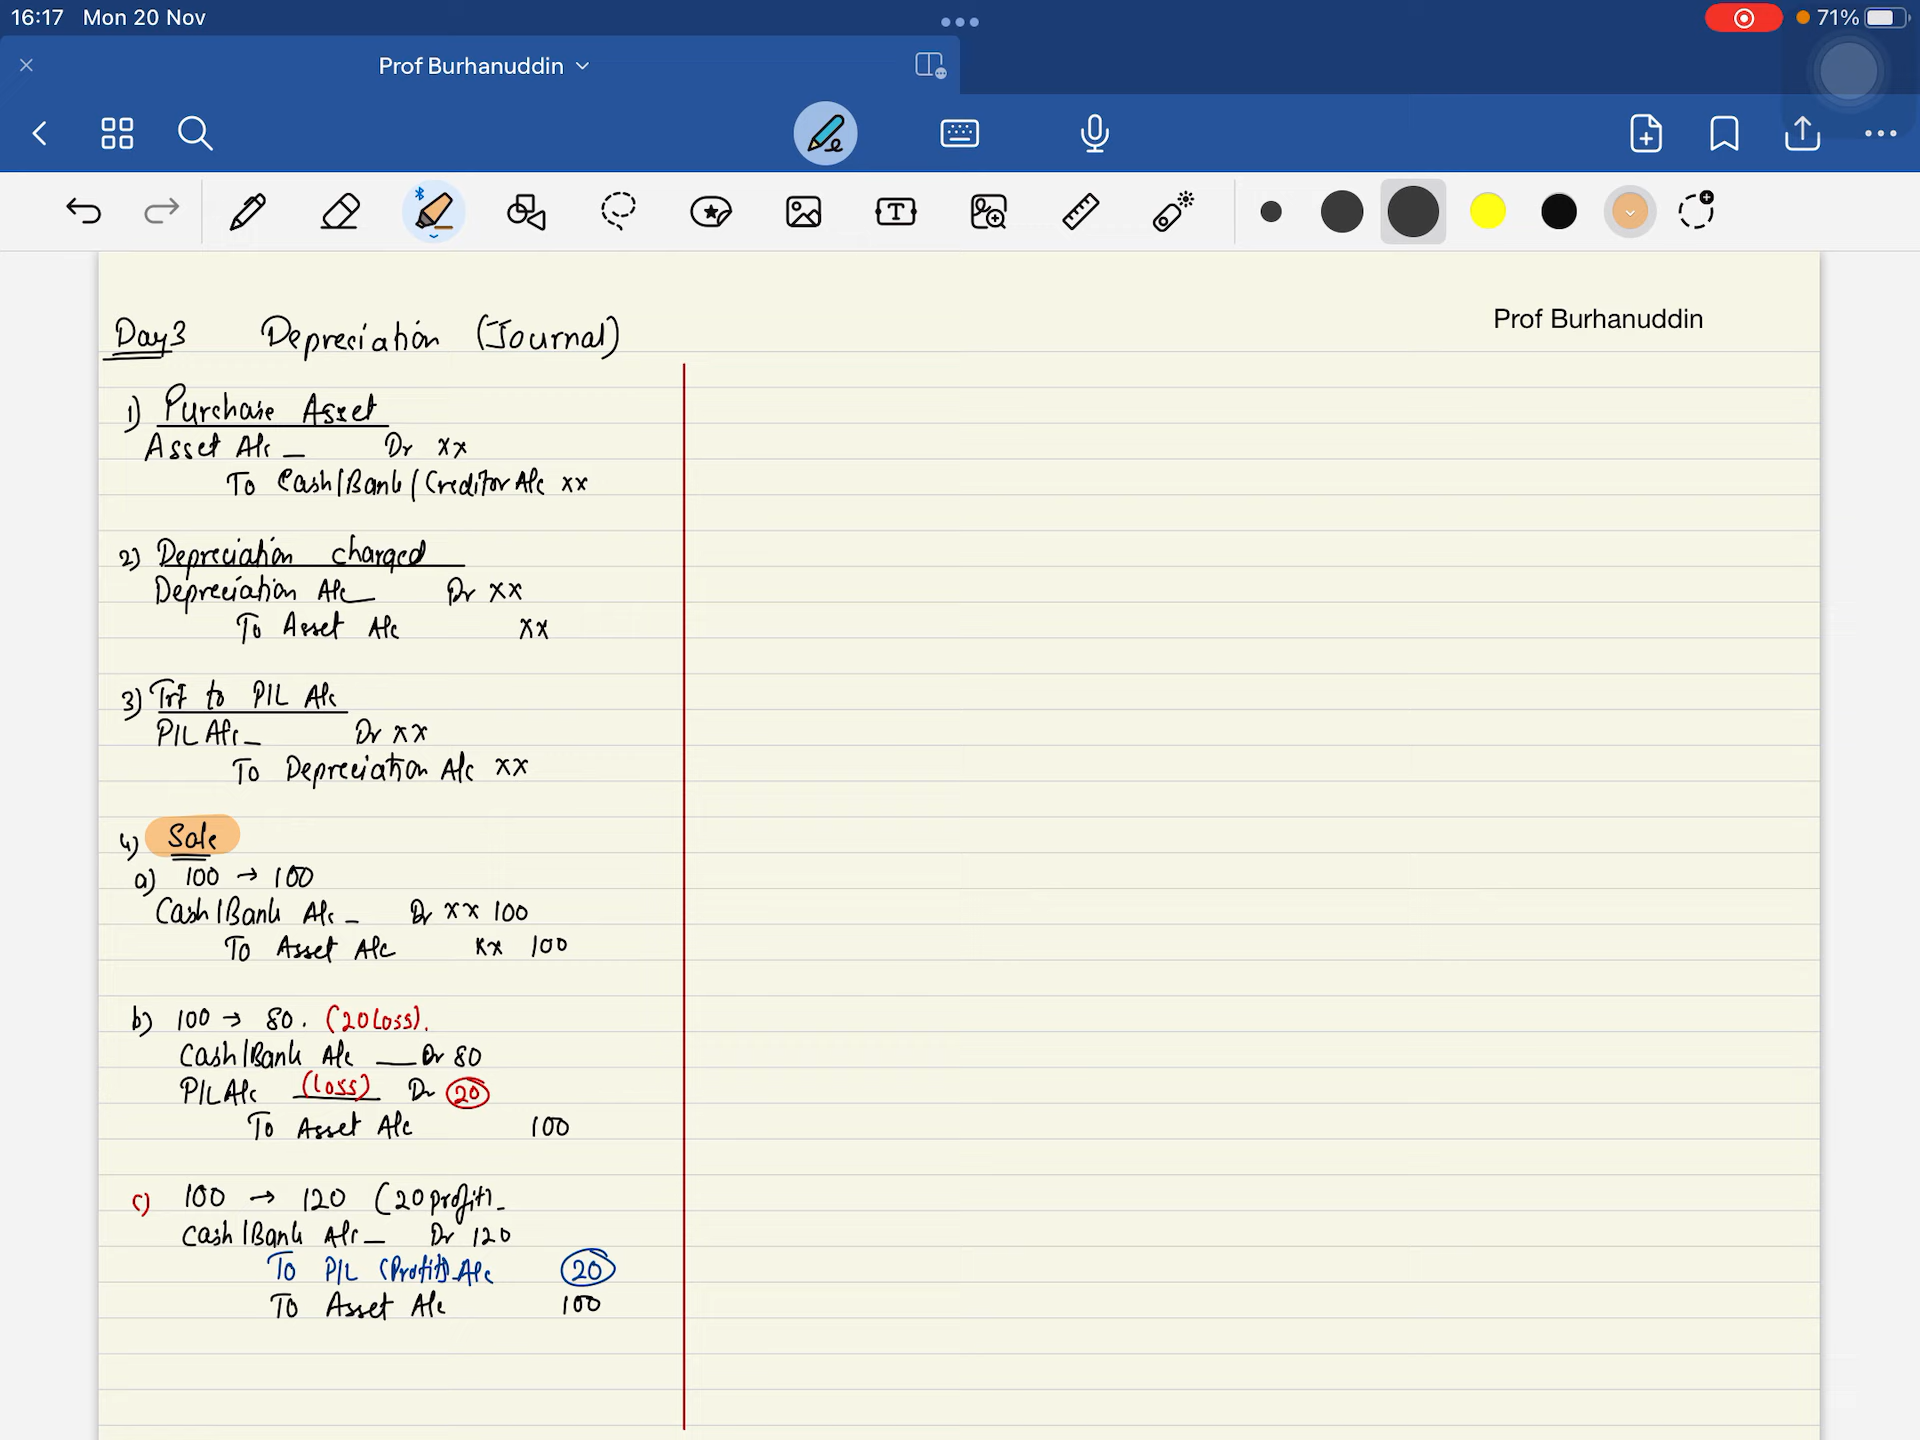 16:17 Mon 20 Nov
71%
Prof Burhanuddin
Prof Burhanuddin
Day 3 Depreciation (Journal)
1) Purchase Asset
Asset A/c _ Dr xx
To Cash/Bank/Creditor A/c xx
2) Depreciation charged
Depreciation A/c Dr xx
To Asset A/c xx
3) Trf to P/L A/c
P/L A/c _ Dr xx
To Depreciation A/c xx
4) Sale
a) 100 → 100
Cash/Bank A/c _ Dr xx 100
To Asset A/c xx 100
b) 100 → 80. (20 Loss).
Cash/Bank A/c __ Dr 80
P/L A/c (Loss) Dr 20
To Asset A/c 100
c) 100 → 120 (20 profit) _
Cash/Bank A/c _ Dr 120
To P/L (Profit) A/c 20
To Asset A/c 100